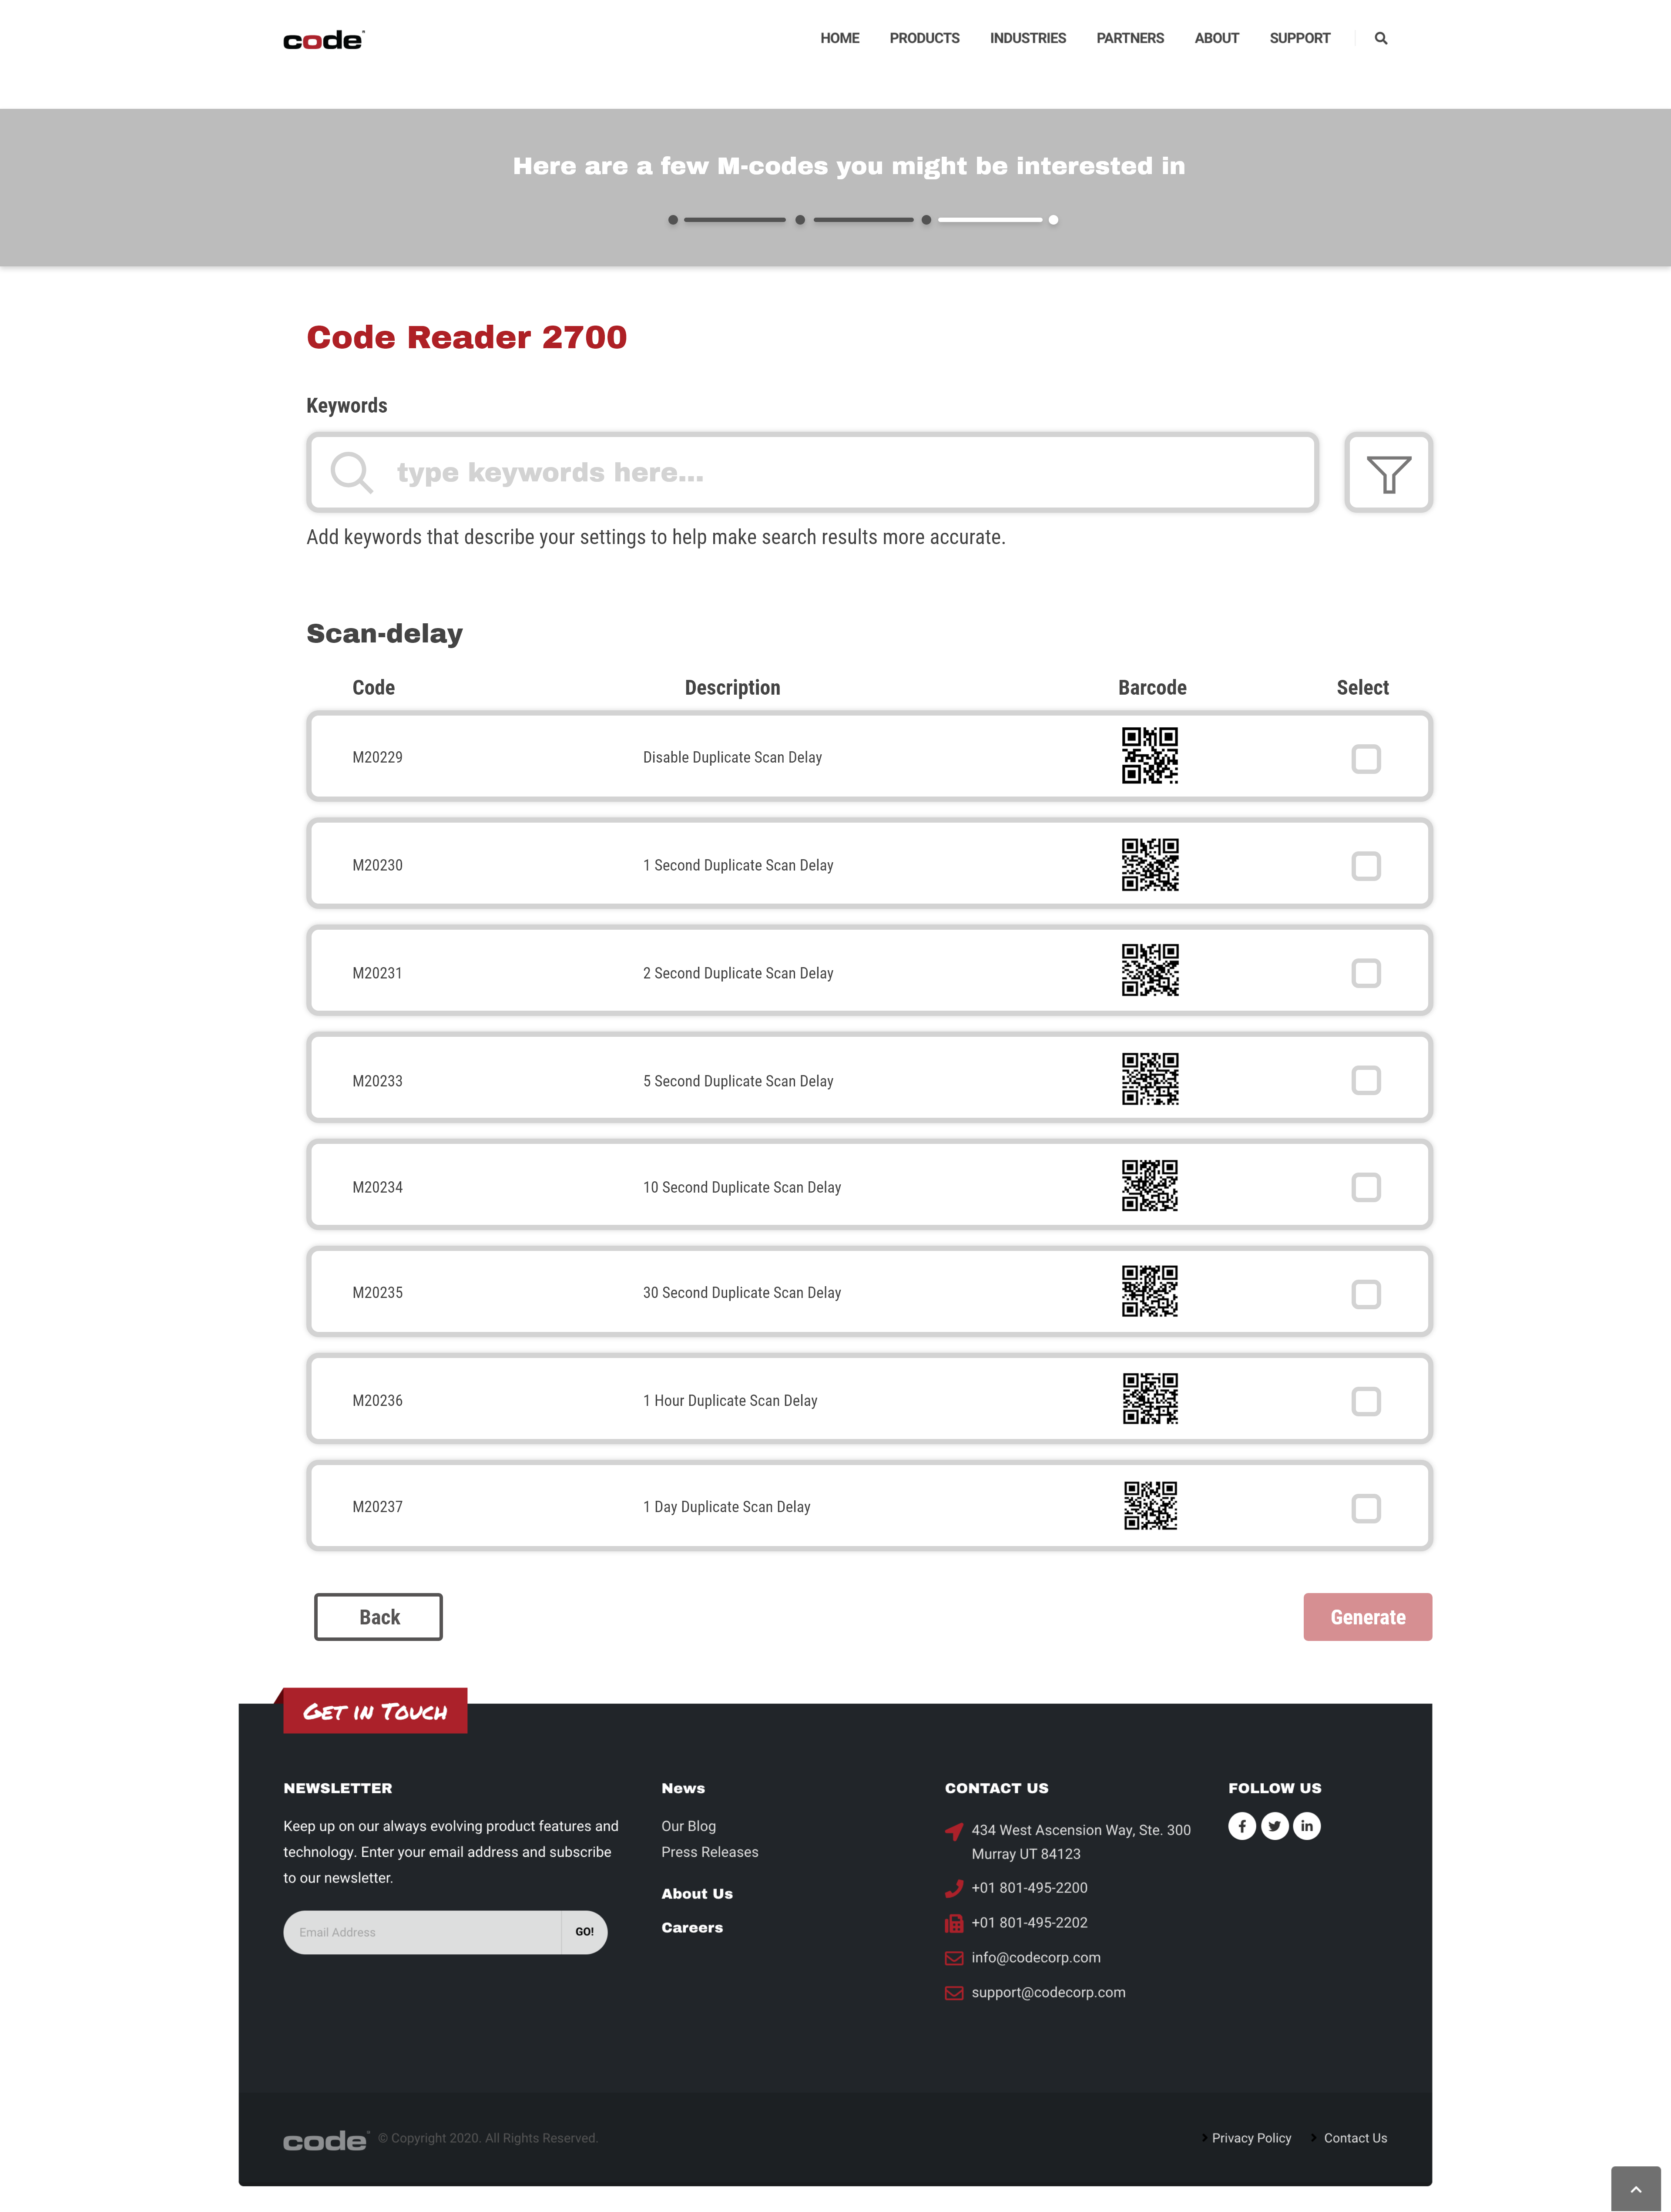 code
HOME PRODUCTS INDUSTRIES PARTNERS ABOUT SUPPORT
Here are a few M-codes you might be interested in
Code Reader 2700
Keywords
type keywords here...
Add keywords that describe your settings to help make search results more accurate.
Scan-delay
Code Description Barcode Select
M20229 Disable Duplicate Scan Delay
M20230 1 Second Duplicate Scan Delay
M20231 2 Second Duplicate Scan Delay
M20233 5 Second Duplicate Scan Delay
M20234 10 Second Duplicate Scan Delay
M20235 30 Second Duplicate Scan Delay
M20236 1 Hour Duplicate Scan Delay
M20237 1 Day Duplicate Scan Delay
Back Generate
Get in Touch
NEWSLETTER
Keep up on our always evolving product features and
technology. Enter your email address and subscribe
to our newsletter.
Email Address GO!
News
Our Blog
Press Releases
About Us
Careers
CONTACT US
434 West Ascension Way, Ste. 300
Murray UT 84123
+01 801-495-2200
+01 801-495-2202
info@codecorp.com
support@codecorp.com
FOLLOW US
code © Copyright 2020. All Rights Reserved.
Privacy Policy Contact Us